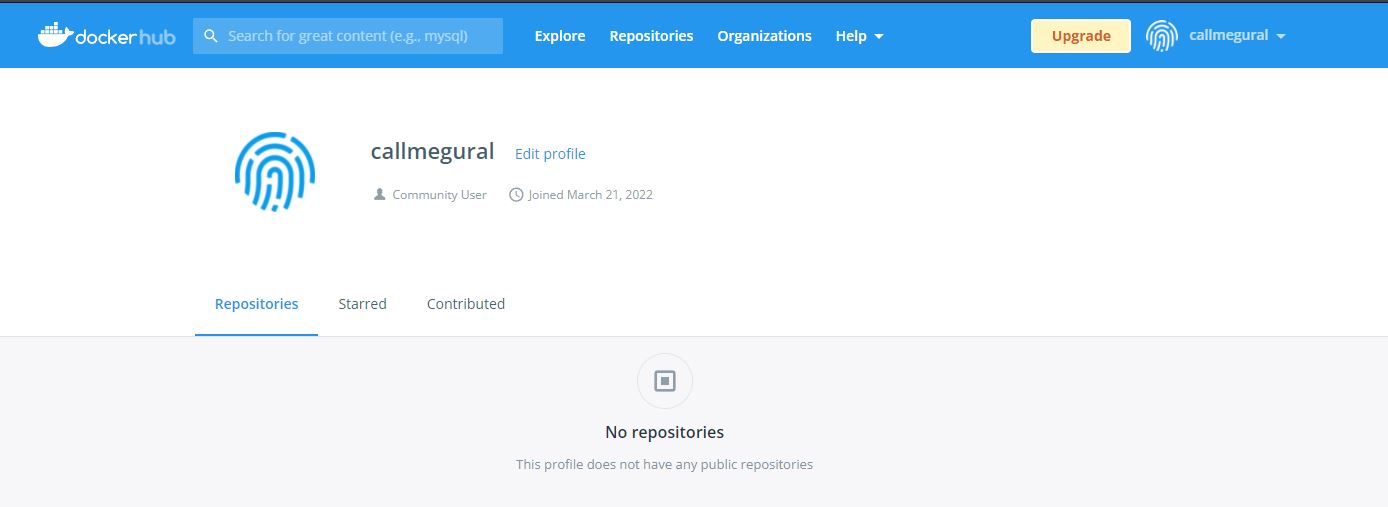 dockerhub Search for great content (e.g., mysql) Explore Repositories Organizations Help Upgrade callmegural
callmegural Edit profile
Community User Joined March 21, 2022
Repositories Starred Contributed
No repositories
This profile does not have any public repositories